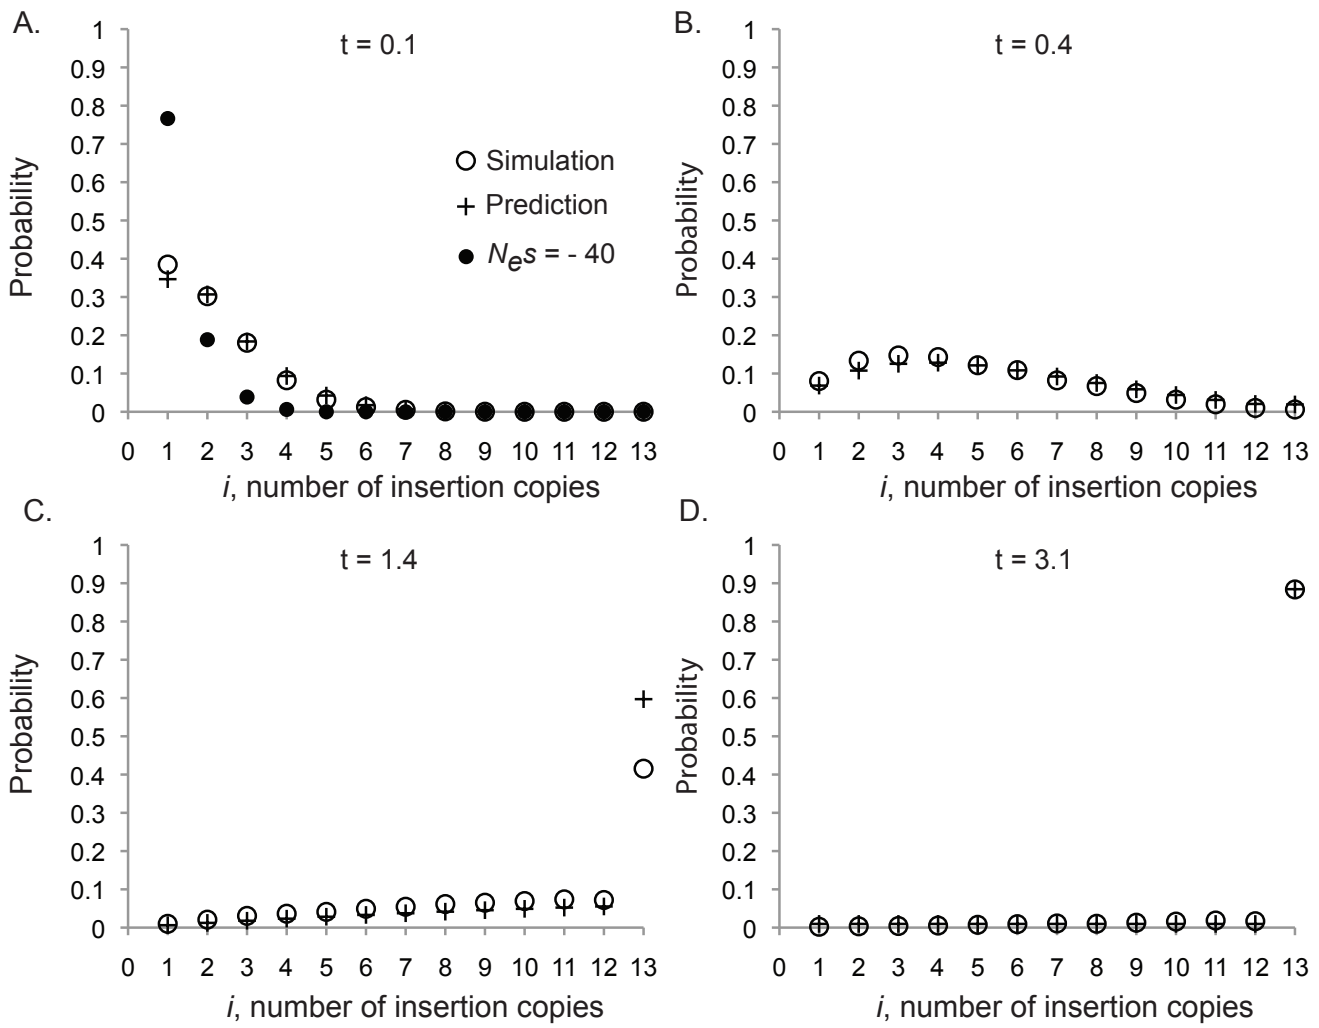 A.
t = 0.1
Probability
1
0.9
0.8
0.7
0.6
0.5
0.4
0.3
0.2
0.1
0
Simulation
Prediction
Nes = - 40
0 1 2 3 4 5 6 7 8 9 10 11 12 13
i, number of insertion copies
B.
t = 0.4
Probability
1
0.9
0.8
0.7
0.6
0.5
0.4
0.3
0.2
0.1
0
0 1 2 3 4 5 6 7 8 9 10 11 12 13
i, number of insertion copies
C.
t = 1.4
Probability
1
0.9
0.8
0.7
0.6
0.5
0.4
0.3
0.2
0.1
0
0 1 2 3 4 5 6 7 8 9 10 11 12 13
i, number of insertion copies
D.
t = 3.1
Probability
1
0.9
0.8
0.7
0.6
0.5
0.4
0.3
0.2
0.1
0
0 1 2 3 4 5 6 7 8 9 10 11 12 13
i, number of insertion copies